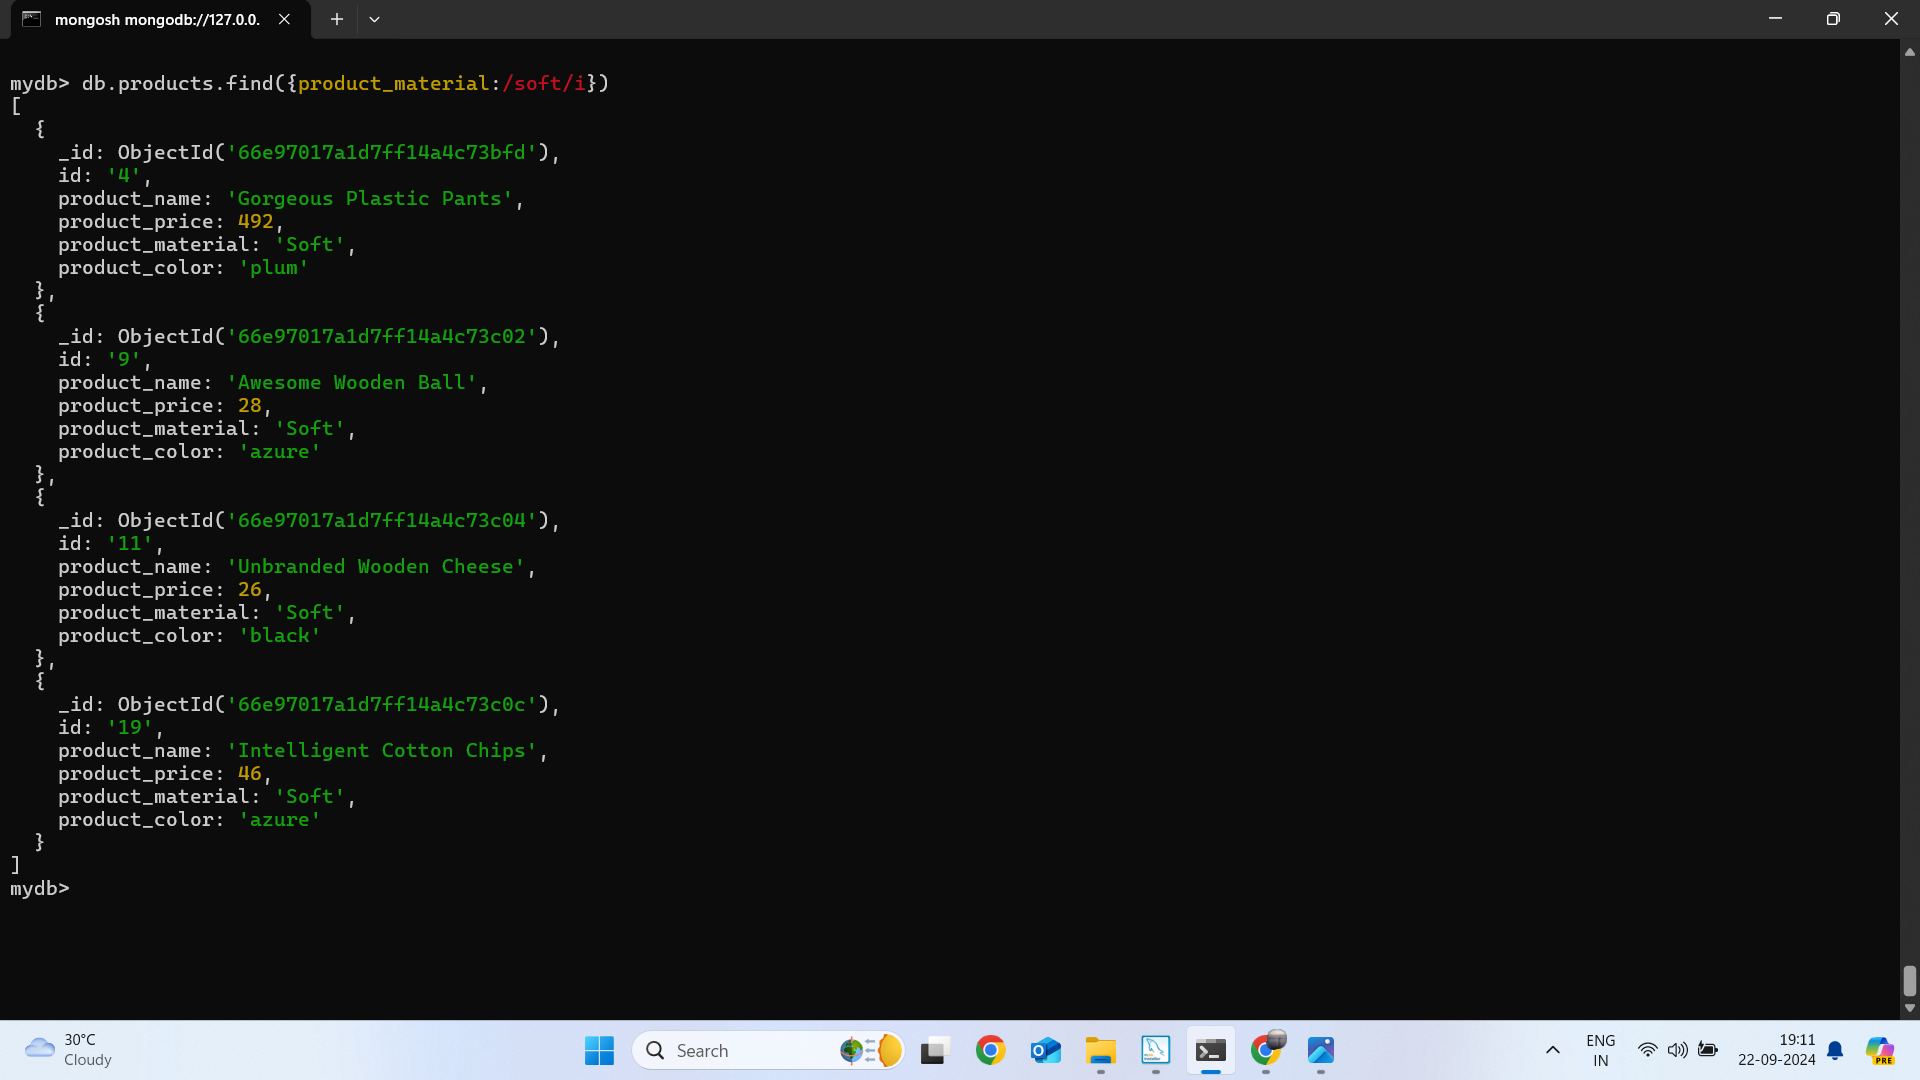 mongosh mongodb://127.0.0.
mydb> db.products.find({product_material:/soft/i})
[
  {
    _id: ObjectId('66e97017a1d7ff14a4c73bfd'),
    id: '4',
    product_name: 'Gorgeous Plastic Pants',
    product_price: 492,
    product_material: 'Soft',
    product_color: 'plum'
  },
  {
    _id: ObjectId('66e97017a1d7ff14a4c73c02'),
    id: '9',
    product_name: 'Awesome Wooden Ball',
    product_price: 28,
    product_material: 'Soft',
    product_color: 'azure'
  },
  {
    _id: ObjectId('66e97017a1d7ff14a4c73c04'),
    id: '11',
    product_name: 'Unbranded Wooden Cheese',
    product_price: 26,
    product_material: 'Soft',
    product_color: 'black'
  },
  {
    _id: ObjectId('66e97017a1d7ff14a4c73c0c'),
    id: '19',
    product_name: 'Intelligent Cotton Chips',
    product_price: 46,
    product_material: 'Soft',
    product_color: 'azure'
  }
]
mydb>
30°C
Cloudy
Search
ENG
IN
19:11
22-09-2024
PRE